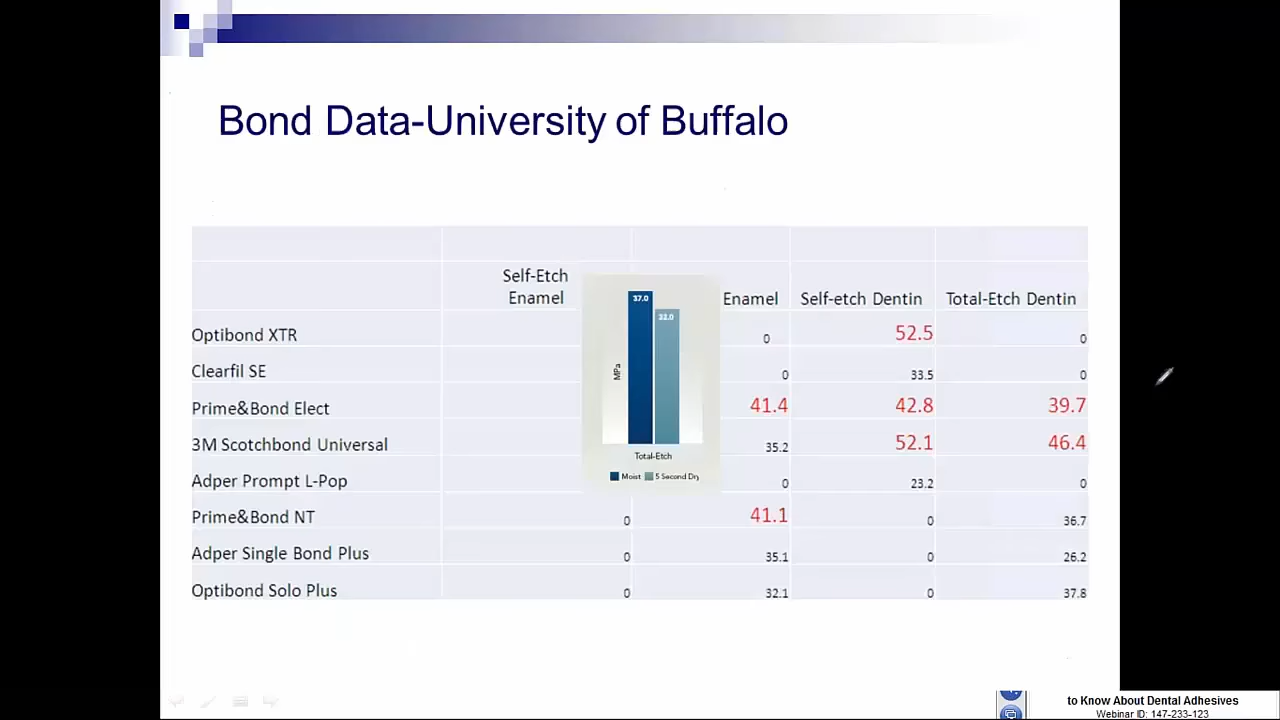 Bond Data-University of Buffalo
Self-Etch
Enamel
Enamel
Self-etch Dentin
Total-Etch Dentin
Optibond XTR
0
52.5
0
Clearfil SE
0
33.5
0
Prime&Bond Elect
41.4
42.8
39.7
3M Scotchbond Universal
35.2
52.1
46.4
Adper Prompt L-Pop
0
23.2
0
Prime&Bond NT
0
41.1
0
36.7
Adper Single Bond Plus
0
35.1
0
26.2
Optibond Solo Plus
0
32.1
0
37.8
37.0
MPa
Total-Etch
Moist
5 Second Dry
to Know About Dental Adhesives
Webinar ID: 147-233-123